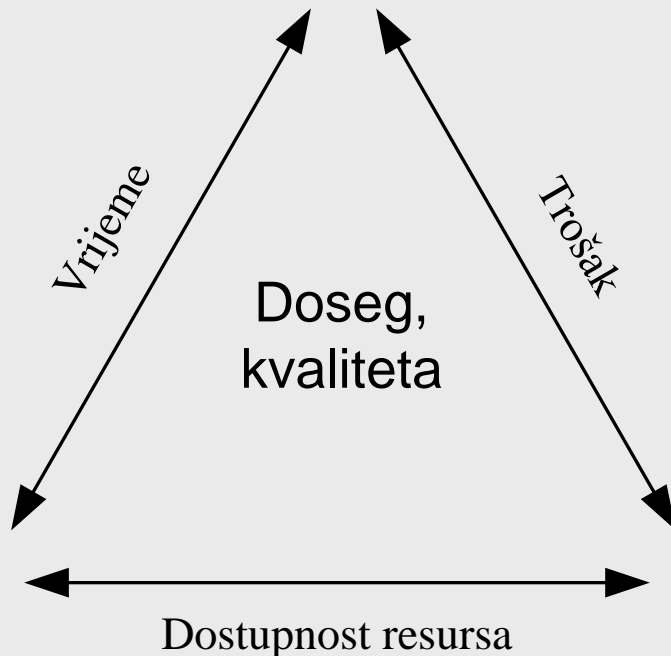 Vrijeme
Trošak
Doseg,
kvaliteta
Dostupnost resursa